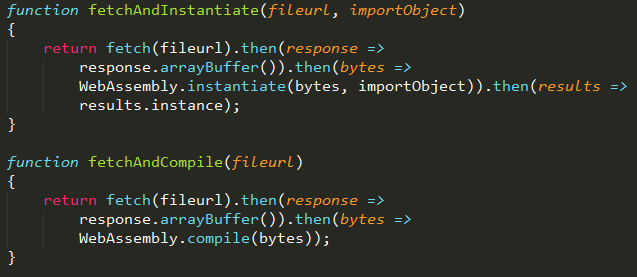 function fetchAndInstantiate(fileurl, importObject)
{
    return fetch(fileurl).then(response =>
        response.arrayBuffer()).then(bytes =>
        WebAssembly.instantiate(bytes, importObject)).then(results =>
        results.instance);
}

function fetchAndCompile(fileurl)
{
    return fetch(fileurl).then(response =>
        response.arrayBuffer()).then(bytes =>
        WebAssembly.compile(bytes));
}